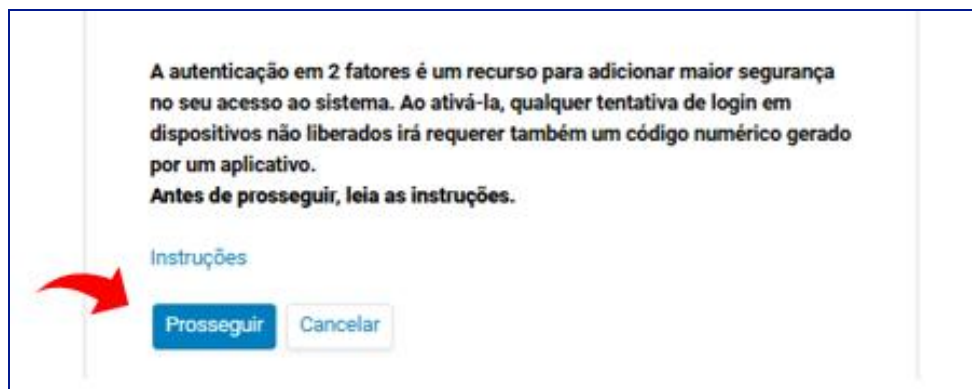 A autenticação em 2 fatores é um recurso para adicionar maior segurança
no seu acesso ao sistema. Ao ativá-la, qualquer tentativa de login em
dispositivos não liberados irá requerer também um código numérico gerado
por um aplicativo.
Antes de prosseguir, leia as instruções.
Instruções
Prosseguir Cancelar